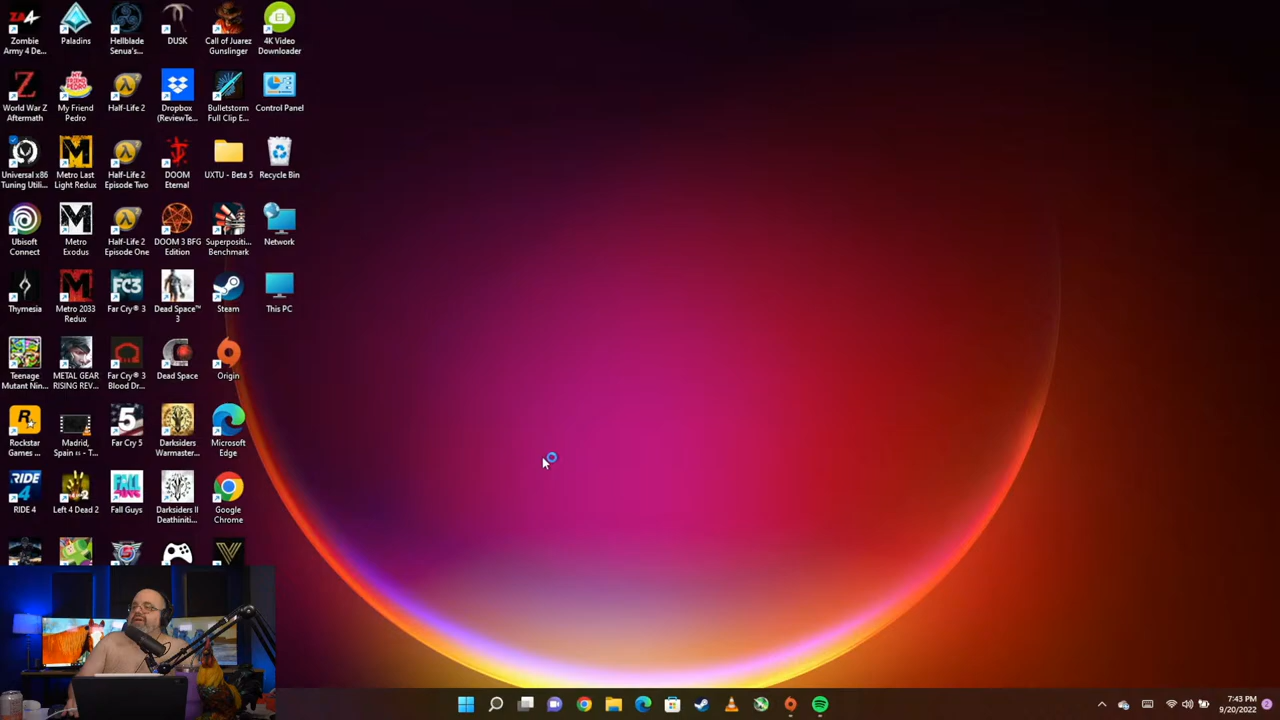 Zombie
Army 4 De...
Paladins
Hellblade
Senua's...
DUSK
Call of Juarez
Gunslinger
4K Video
Downloader
World War Z
Aftermath
My Friend
Pedro
Half-Life 2
Dropbox
(ReviewTe...
Bulletstorm
Full Clip E...
Control Panel
Universal x86
Tuning Utili...
Metro Last
Light Redux
Half-Life 2
Episode Two
DOOM
Eternal
UXTU - Beta 5
Recycle Bin
Ubisoft
Connect
Metro
Exodus
Half-Life 2
Episode One
DOOM 3 BFG
Edition
Superpositi...
Benchmark
Network
Thymesia
Metro 2033
Redux
FC3
Far Cry® 3
Dead Space™
3
Steam
This PC
Teenage
Mutant Nin...
METAL GEAR
RISING REV...
Far Cry® 3
Blood Dr...
Dead Space
Origin
Rockstar
Games ...
Madrid,
Spain 🇪🇸 - T...
5
Far Cry 5
Darksiders
Warmaster...
Microsoft
Edge
RIDE 4
RIDE 4
Left 4 Dead 2
FALL
Fall Guys
Darksiders II
Deathiniti...
Google
Chrome
7:43 PM
9/20/2022
2